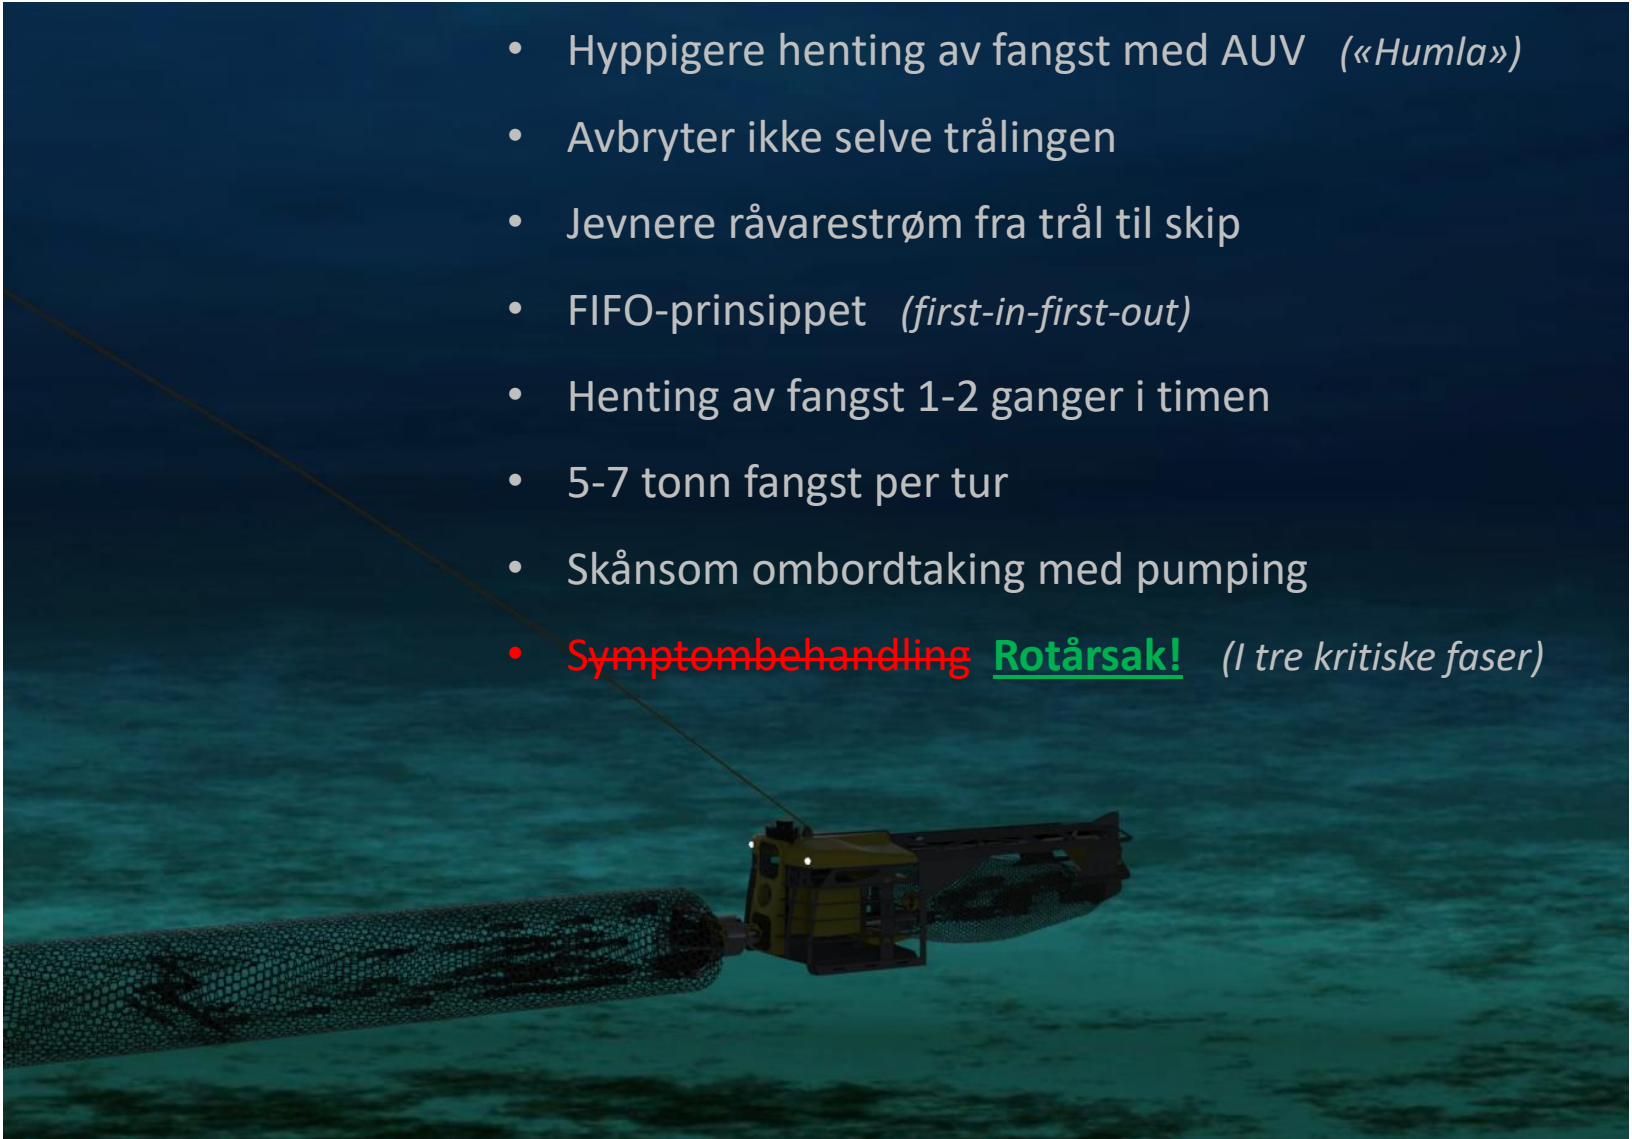 • Hyppigere henting av fangst med AUV («Humla»)
• Avbryter ikke selve trålingen
• Jevnere råvarestrøm fra trål til skip
• FIFO-prinsippet (first-in-first-out)
• Henting av fangst 1-2 ganger i timen
• 5-7 tonn fangst per tur
• Skånsom ombordtaking med pumping
• Symptombehandling Rotårsak! (I tre kritiske faser)